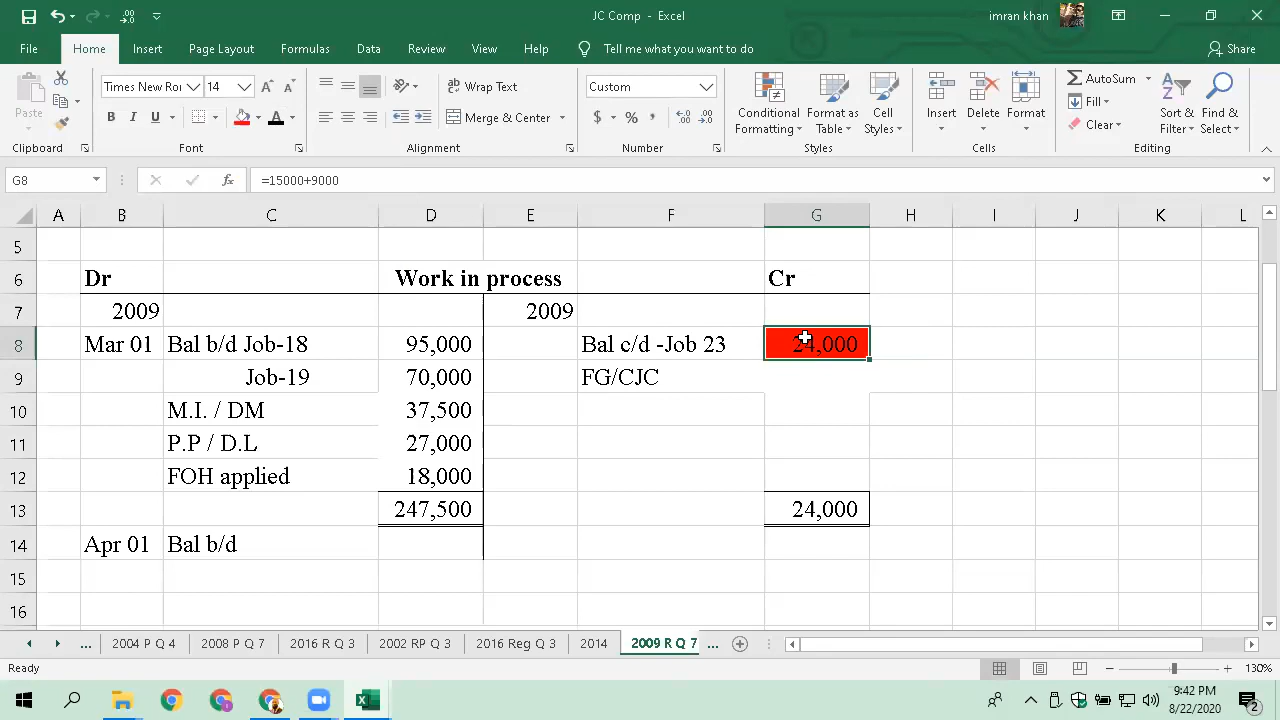 JC Comp - Excel
imran khan
File Home Insert Page Layout Formulas Data Review View Help Tell me what you want to do Share
Paste
Times New Ro 14
B I U A
Wrap Text
Merge & Center
Custom
$ % ,
Conditional Formatting
Format as Table
Cell Styles
Insert Delete Format
AutoSum
Fill
Clear
Sort & Filter
Find & Select
Clipboard Font Alignment Number Styles Cells Editing
G8 fx =15000+9000
A B C D E F G H I J K L
5
6 Dr Work in process Cr
7 2009 2009
8 Mar 01 Bal b/d Job-18 95,000 Bal c/d -Job 23 24,000
9 Job-19 70,000 FG/CJC
10 M.I. / DM 37,500
11 P.P / D.L 27,000
12 FOH applied 18,000
13 247,500 24,000
14 Apr 01 Bal b/d
15
16
... 2004 P Q 4 2008 P Q 7 2016 R Q 3 2002 RP Q 3 2016 Reg Q 3 2014 2009 R Q 7 ...
Ready 130%
9:42 PM
8/22/2020
2